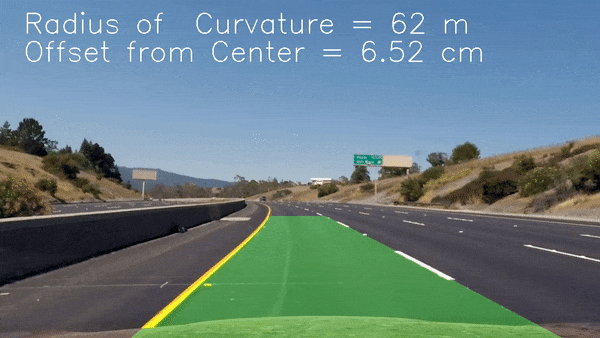 Radius of Curvature = 62 m
Offset from Center = 6.52 cm